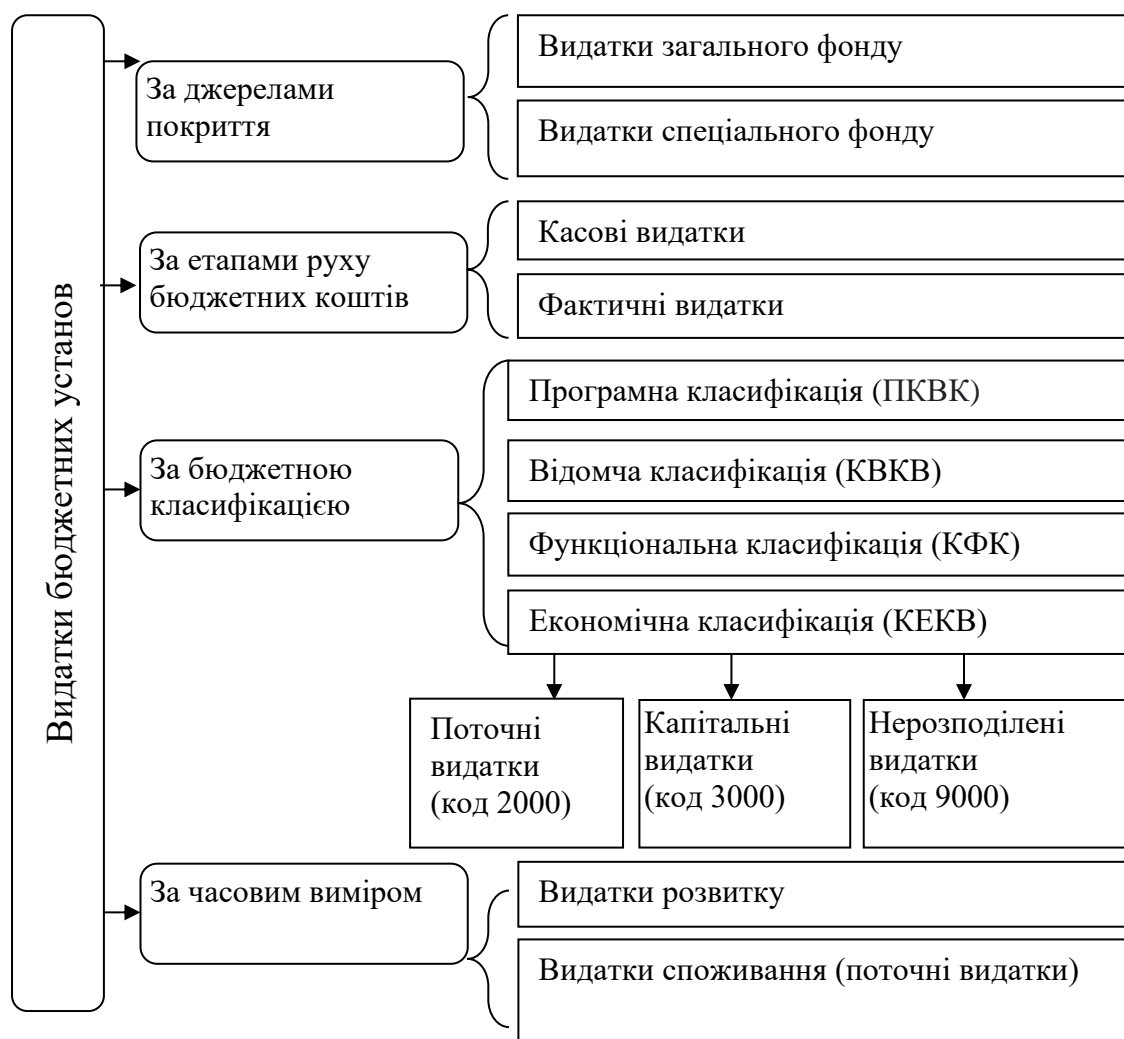 Видатки бюджетних установ
За джерелами
покриття
Видатки загального фонду
Видатки спеціального фонду
За етапами руху
бюджетних коштів
Касові видатки
Фактичні видатки
За бюджетною
класифікацією
Програмна класифікація (ПКВК)
Відомча класифікація (КВКВ)
Функціональна класифікація (КФК)
Економічна класифікація (КЕКВ)
Поточні
видатки
(код 2000)
Капітальні
видатки
(код 3000)
Нерозподілені
видатки
(код 9000)
За часовим виміром
Видатки розвитку
Видатки споживання (поточні видатки)